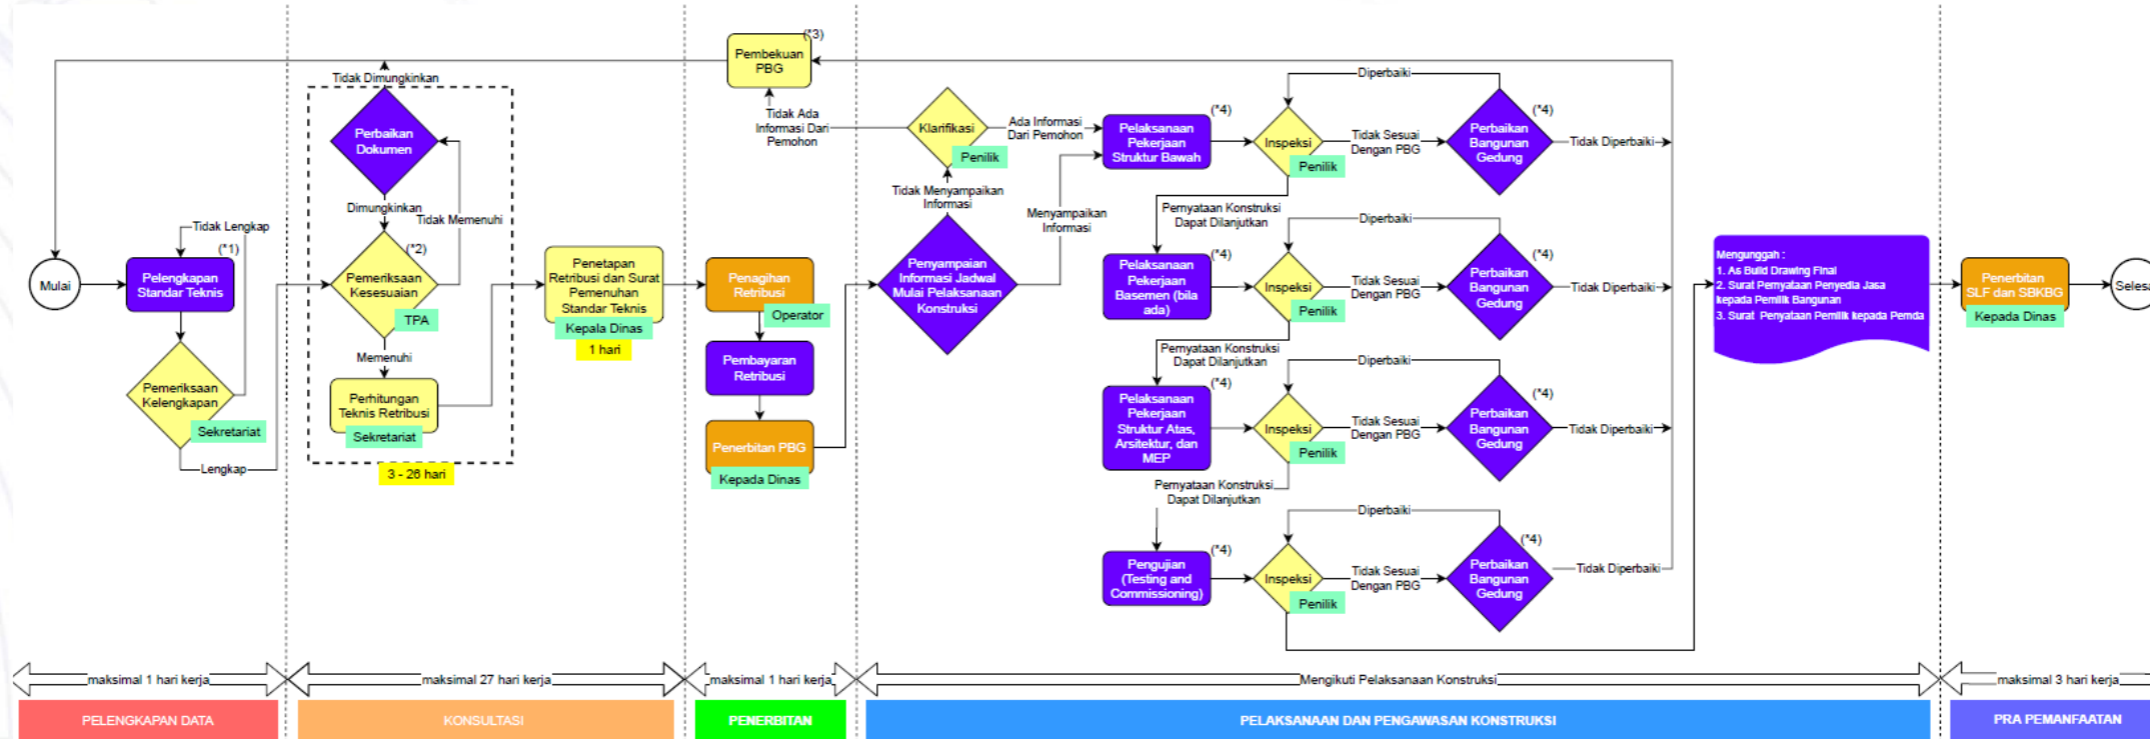 Mulai
Tidak Lengkap
(*1)
Pelengkapan
Standar Teknis
Pemeriksaan
Kelengkapan
Sekretariat
Lengkap
Tidak Dimungkinkan
Perbaikan
Dokumen
Dimungkinkan
Tidak Memenuhi
(*2)
Pemeriksaan
Kesesuaian
TPA
Memenuhi
Perhitungan
Teknis Retribusi
Sekretariat
3 - 26 hari
Penetapan
Retribusi dan Surat
Pemenuhan
Standar Teknis
Kepala Dinas
1 hari
(*3)
Pembekuan
PBG
Tidak Ada
Informasi Dari
Pemohon
Penagihan
Retribusi
Operator
Pembayaran
Retribusi
Penerbitan PBG
Kepada Dinas
Klarifikasi
Penilik
Ada Informasi
Dari Pemohon
Tidak Menyampaikan
Informasi
Menyampaikan
Informasi
Penyampaian
Informasi Jadwal
Mulai Pelaksanaan
Konstruksi
Pelaksanaan
Pekerjaan
Struktur Bawah
(*4)
Inspeksi
Penilik
Diperbaiki
Tidak Sesuai
Dengan PBG
Perbaikan
Bangunan
Gedung
(*4)
Tidak Diperbaiki
Pernyataan Konstruksi
Dapat Dilanjutkan
Pelaksanaan
Pekerjaan
Basemen (bila
ada)
(*4)
Inspeksi
Penilik
Diperbaiki
Tidak Sesuai
Dengan PBG
Perbaikan
Bangunan
Gedung
(*4)
Tidak Diperbaiki
Pernyataan Konstruksi
Dapat Dilanjutkan
Pelaksanaan
Pekerjaan
Struktur Atas,
Arsitektur, dan
MEP
(*4)
Inspeksi
Penilik
Diperbaiki
Tidak Sesuai
Dengan PBG
Perbaikan
Bangunan
Gedung
(*4)
Tidak Diperbaiki
Pernyataan Konstruksi
Dapat Dilanjutkan
Pengujian
(Testing and
Commissioning)
(*4)
Inspeksi
Penilik
Diperbaiki
Tidak Sesuai
Dengan PBG
Perbaikan
Bangunan
Gedung
(*4)
Tidak Diperbaiki
Mengunggah :
1. As Build Drawing Final
2. Surat Pernyataan Penyedia Jasa
kepada Pemilik Bangunan
3. Surat Penyataan Pemilik kepada Pemda
Penerbitan
SLF dan SBKBG
Kepada Dinas
Selesa
maksimal 1 hari kerja
maksimal 27 hari kerja
maksimal 1 hari kerja
Mengikuti Pelaksanaan Konstruksi
maksimal 3 hari kerja
PELENGKAPAN DATA
KONSULTASI
PENERBITAN
PELAKSANAAN DAN PENGAWASAN KONSTRUKSI
PRA PEMANFAATAN